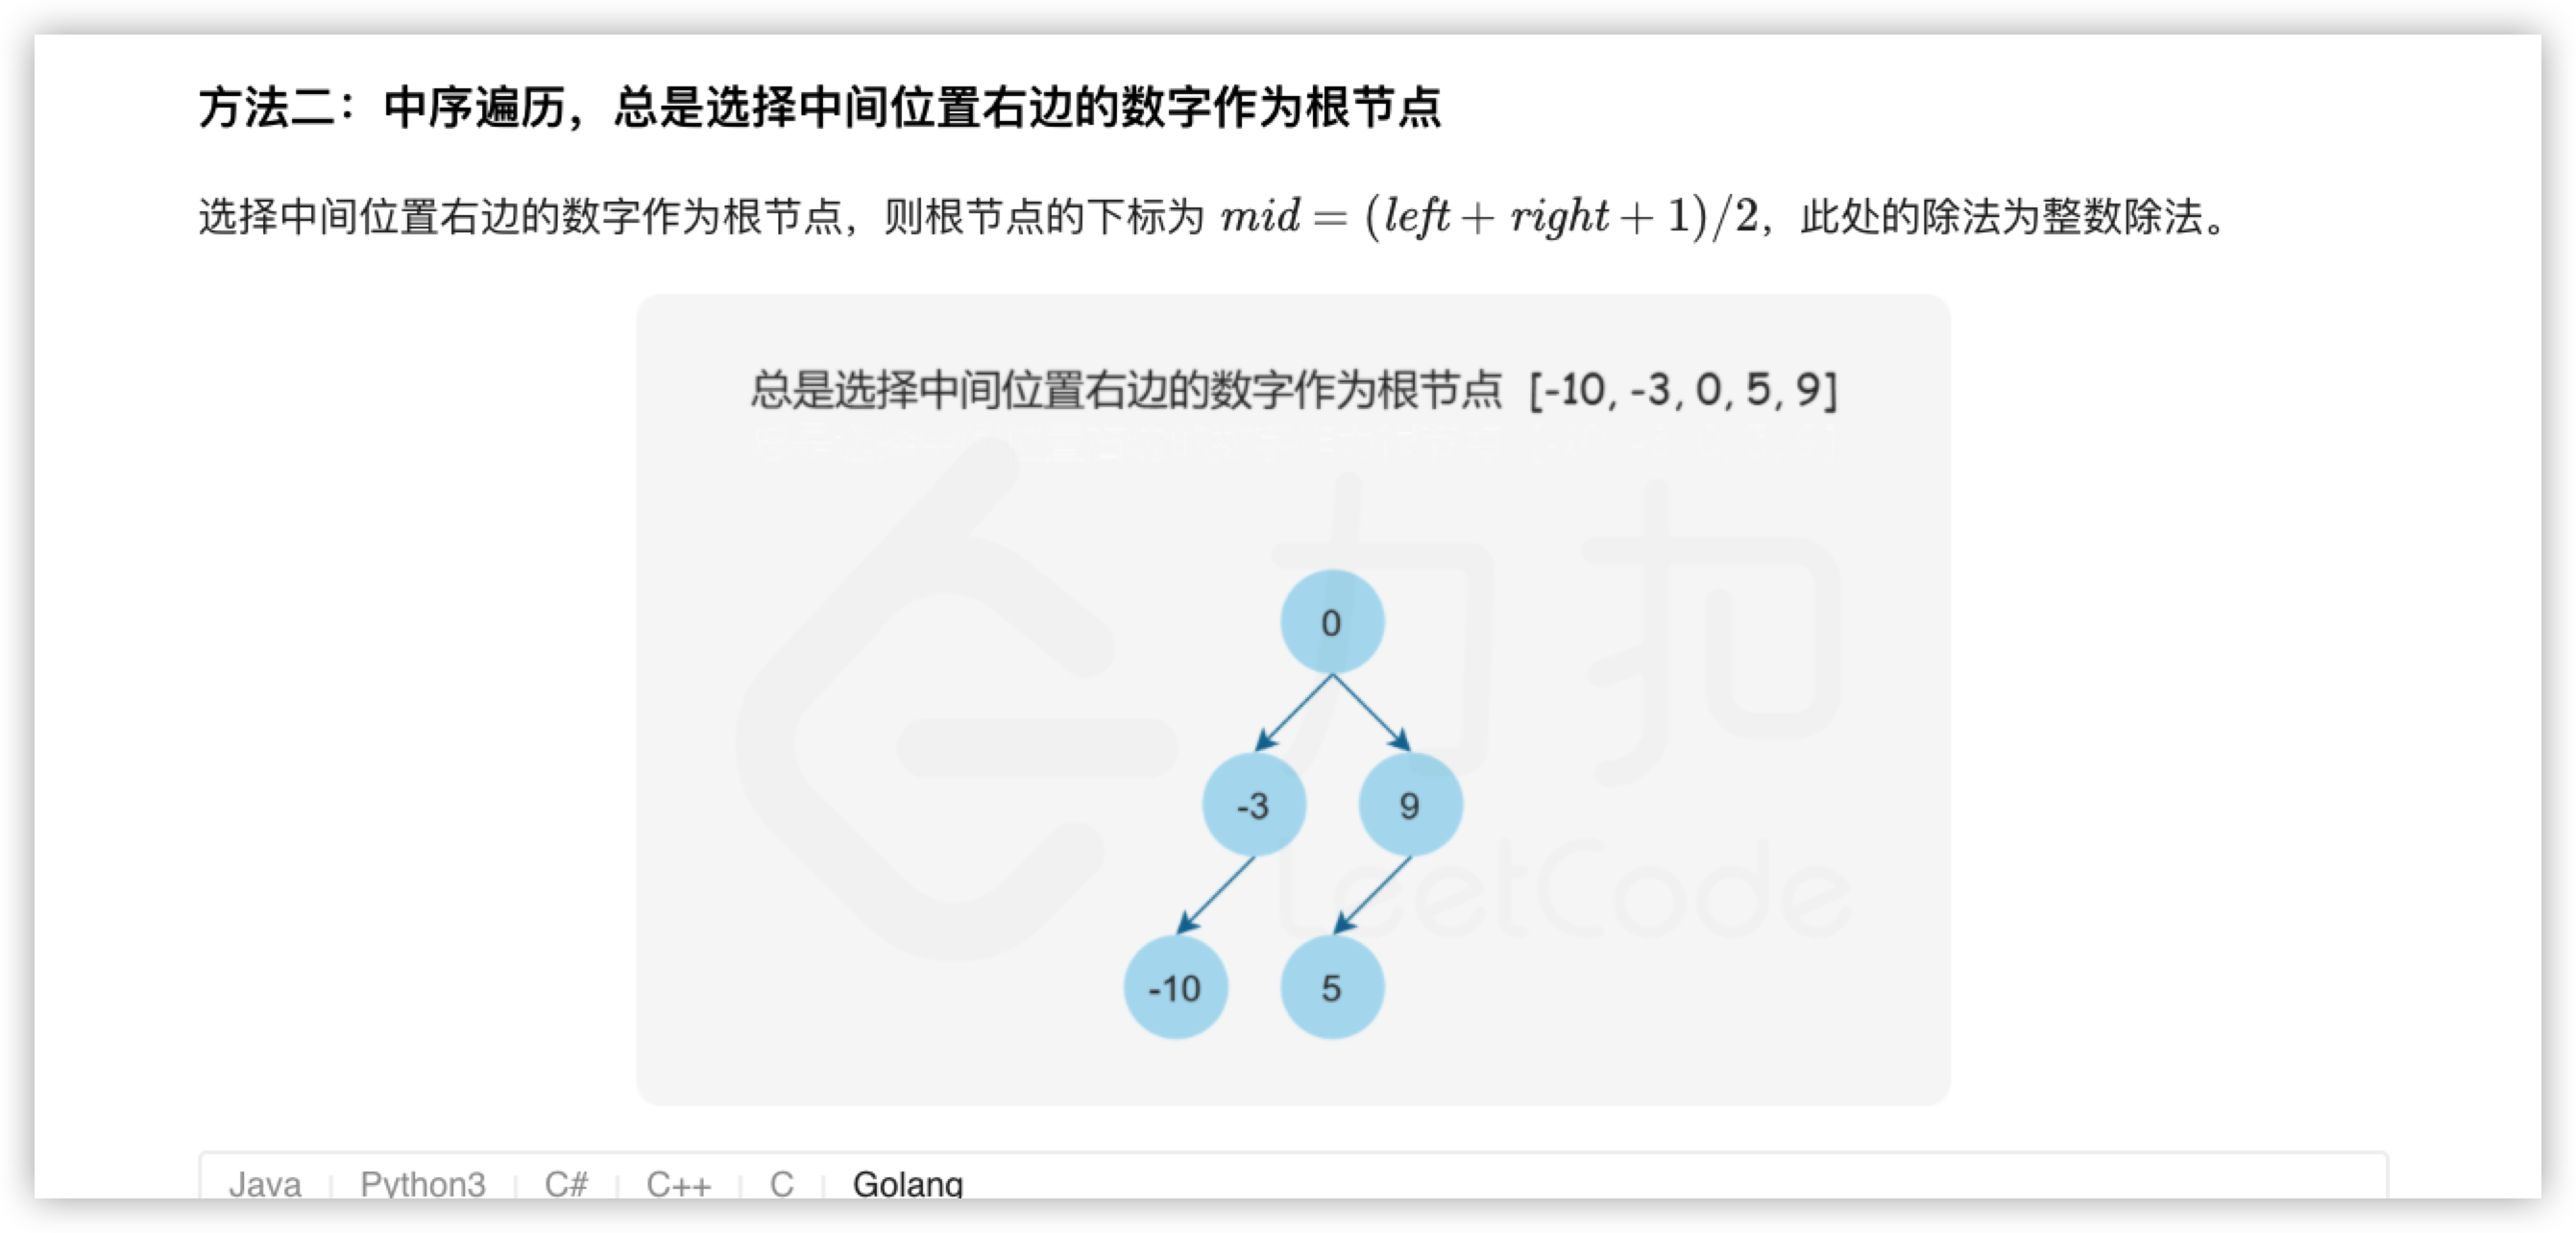 方法二：中序遍历，总是选择中间位置右边的数字作为根节点
选择中间位置右边的数字作为根节点，则根节点的下标为 mid = (left + right + 1)/2，此处的除法为整数除法。
总是选择中间位置右边的数字作为根节点 [-10, -3, 0, 5, 9]
力扣
0
-3 9
LeetCode
-10 5
Java Python3 C# C++ C Golang